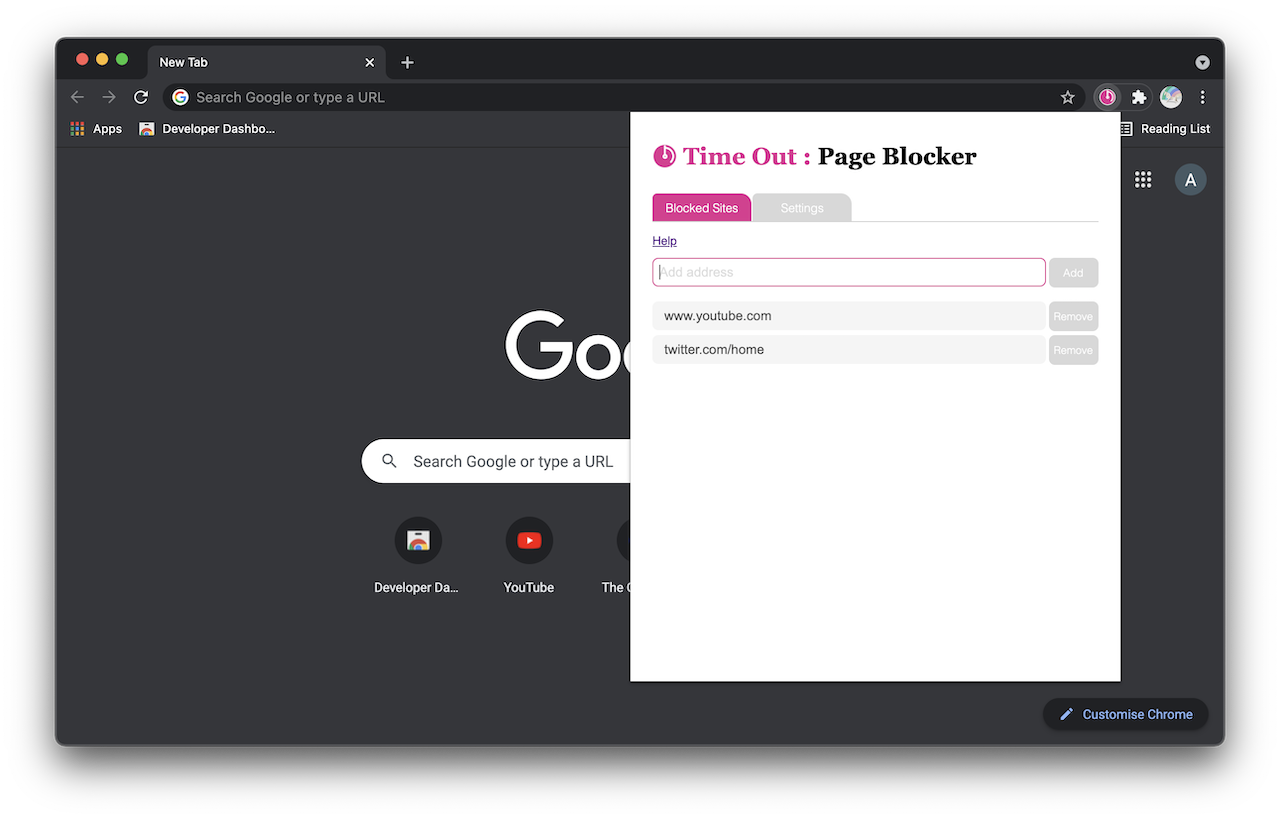 New Tab
Search Google or type a URL
Apps
Developer Dashbo...
Reading List
Time Out : Page Blocker
A
Blocked Sites
Settings
Help
Add address
Add
www.youtube.com
Remove
twitter.com/home
Remove
Goo
Search Google or type a URL
Developer Da...
YouTube
The
Customise Chrome